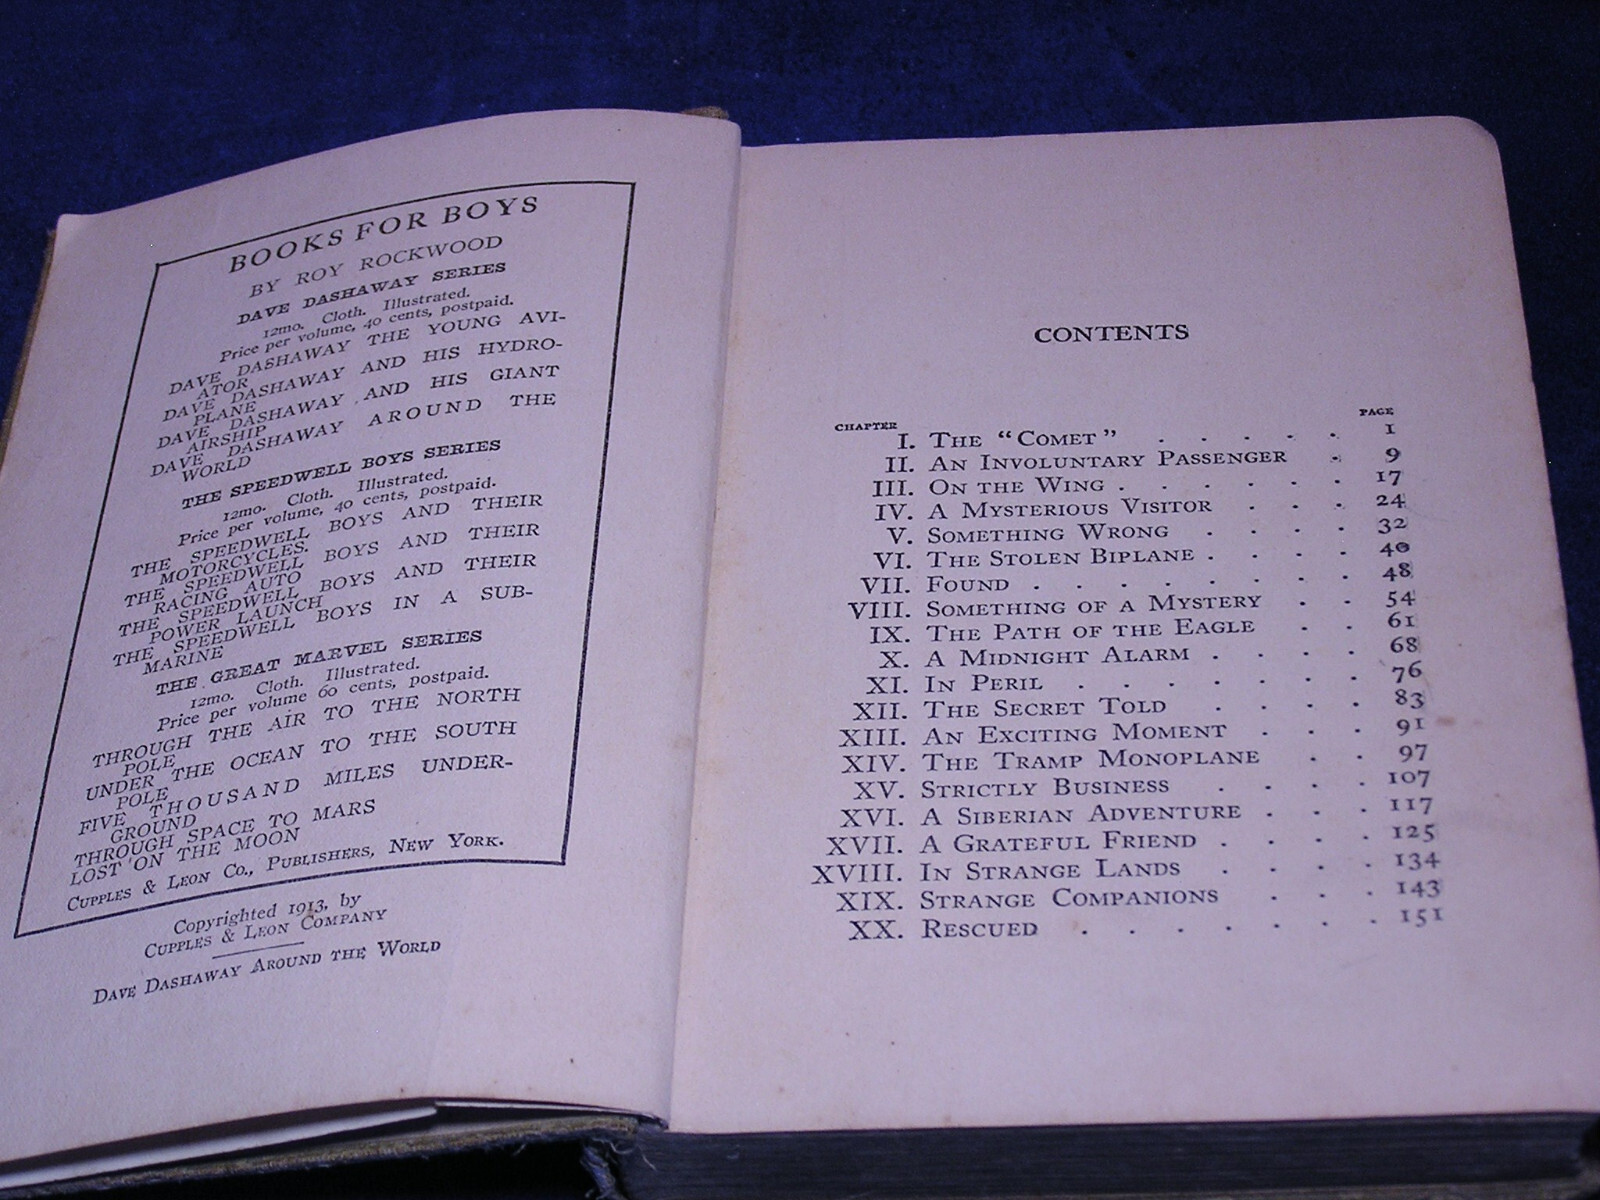 BOOKS FOR BOYS
BY ROY ROCKWOOD
DAVE DASHAWAY SERIES
12mo. Cloth. Illustrated.
Price per volume, 40 cents, postpaid.
DAVE DASHAWAY THE YOUNG AVI-
ATOR
DAVE DASHAWAY AND HIS HYDRO-
PLANE
DAVE DASHAWAY AND HIS GIANT
AIRSHIP
DAVE DASHAWAY AROUND THE
WORLD
THE SPEEDWELL BOYS SERIES
12mo. Cloth. Illustrated.
Price per volume, 40 cents, postpaid.
THE SPEEDWELL BOYS AND THEIR
MOTORCYCLES.
THE SPEEDWELL BOYS AND THEIR
RACING AUTO
THE SPEEDWELL BOYS AND THEIR
POWER LAUNCH
THE SPEEDWELL BOYS IN A SUB-
MARINE
THE GREAT MARVEL SERIES
12mo. Cloth. Illustrated.
Price per volume 60 cents, postpaid.
THROUGH THE AIR TO THE NORTH
POLE
UNDER THE OCEAN TO THE SOUTH
POLE
FIVE THOUSAND MILES UNDER-
GROUND
THROUGH SPACE TO MARS
LOST ON THE MOON
CUPPLES & LEON CO., PUBLISHERS, NEW YORK.
Copyrighted 1913, by
CUPPLES & LEON COMPANY
DAVE DASHAWAY AROUND THE WORLD
CONTENTS
CHAPTER PAGE
I. THE "COMET" . . . . . 1
II. AN INVOLUNTARY PASSENGER . 9
III. ON THE WING . . . . . . 17
IV. A MYSTERIOUS VISITOR . . . 24
V. SOMETHING WRONG . . . . 32
VI. THE STOLEN BIPLANE . . . . 40
VII. FOUND . . . . . . . . 48
VIII. SOMETHING OF A MYSTERY . . 54
IX. THE PATH OF THE EAGLE . . 61
X. A MIDNIGHT ALARM . . . . 68
XI. IN PERIL . . . . . . . 76
XII. THE SECRET TOLD . . . . 83
XIII. AN EXCITING MOMENT . . . 91
XIV. THE TRAMP MONOPLANE . . 97
XV. STRICTLY BUSINESS . . . . 107
XVI. A SIBERIAN ADVENTURE . . . 117
XVII. A GRATEFUL FRIEND . . . . 125
XVIII. IN STRANGE LANDS . . . . 134
XIX. STRANGE COMPANIONS . . . 143
XX. RESCUED . . . . . . . 151